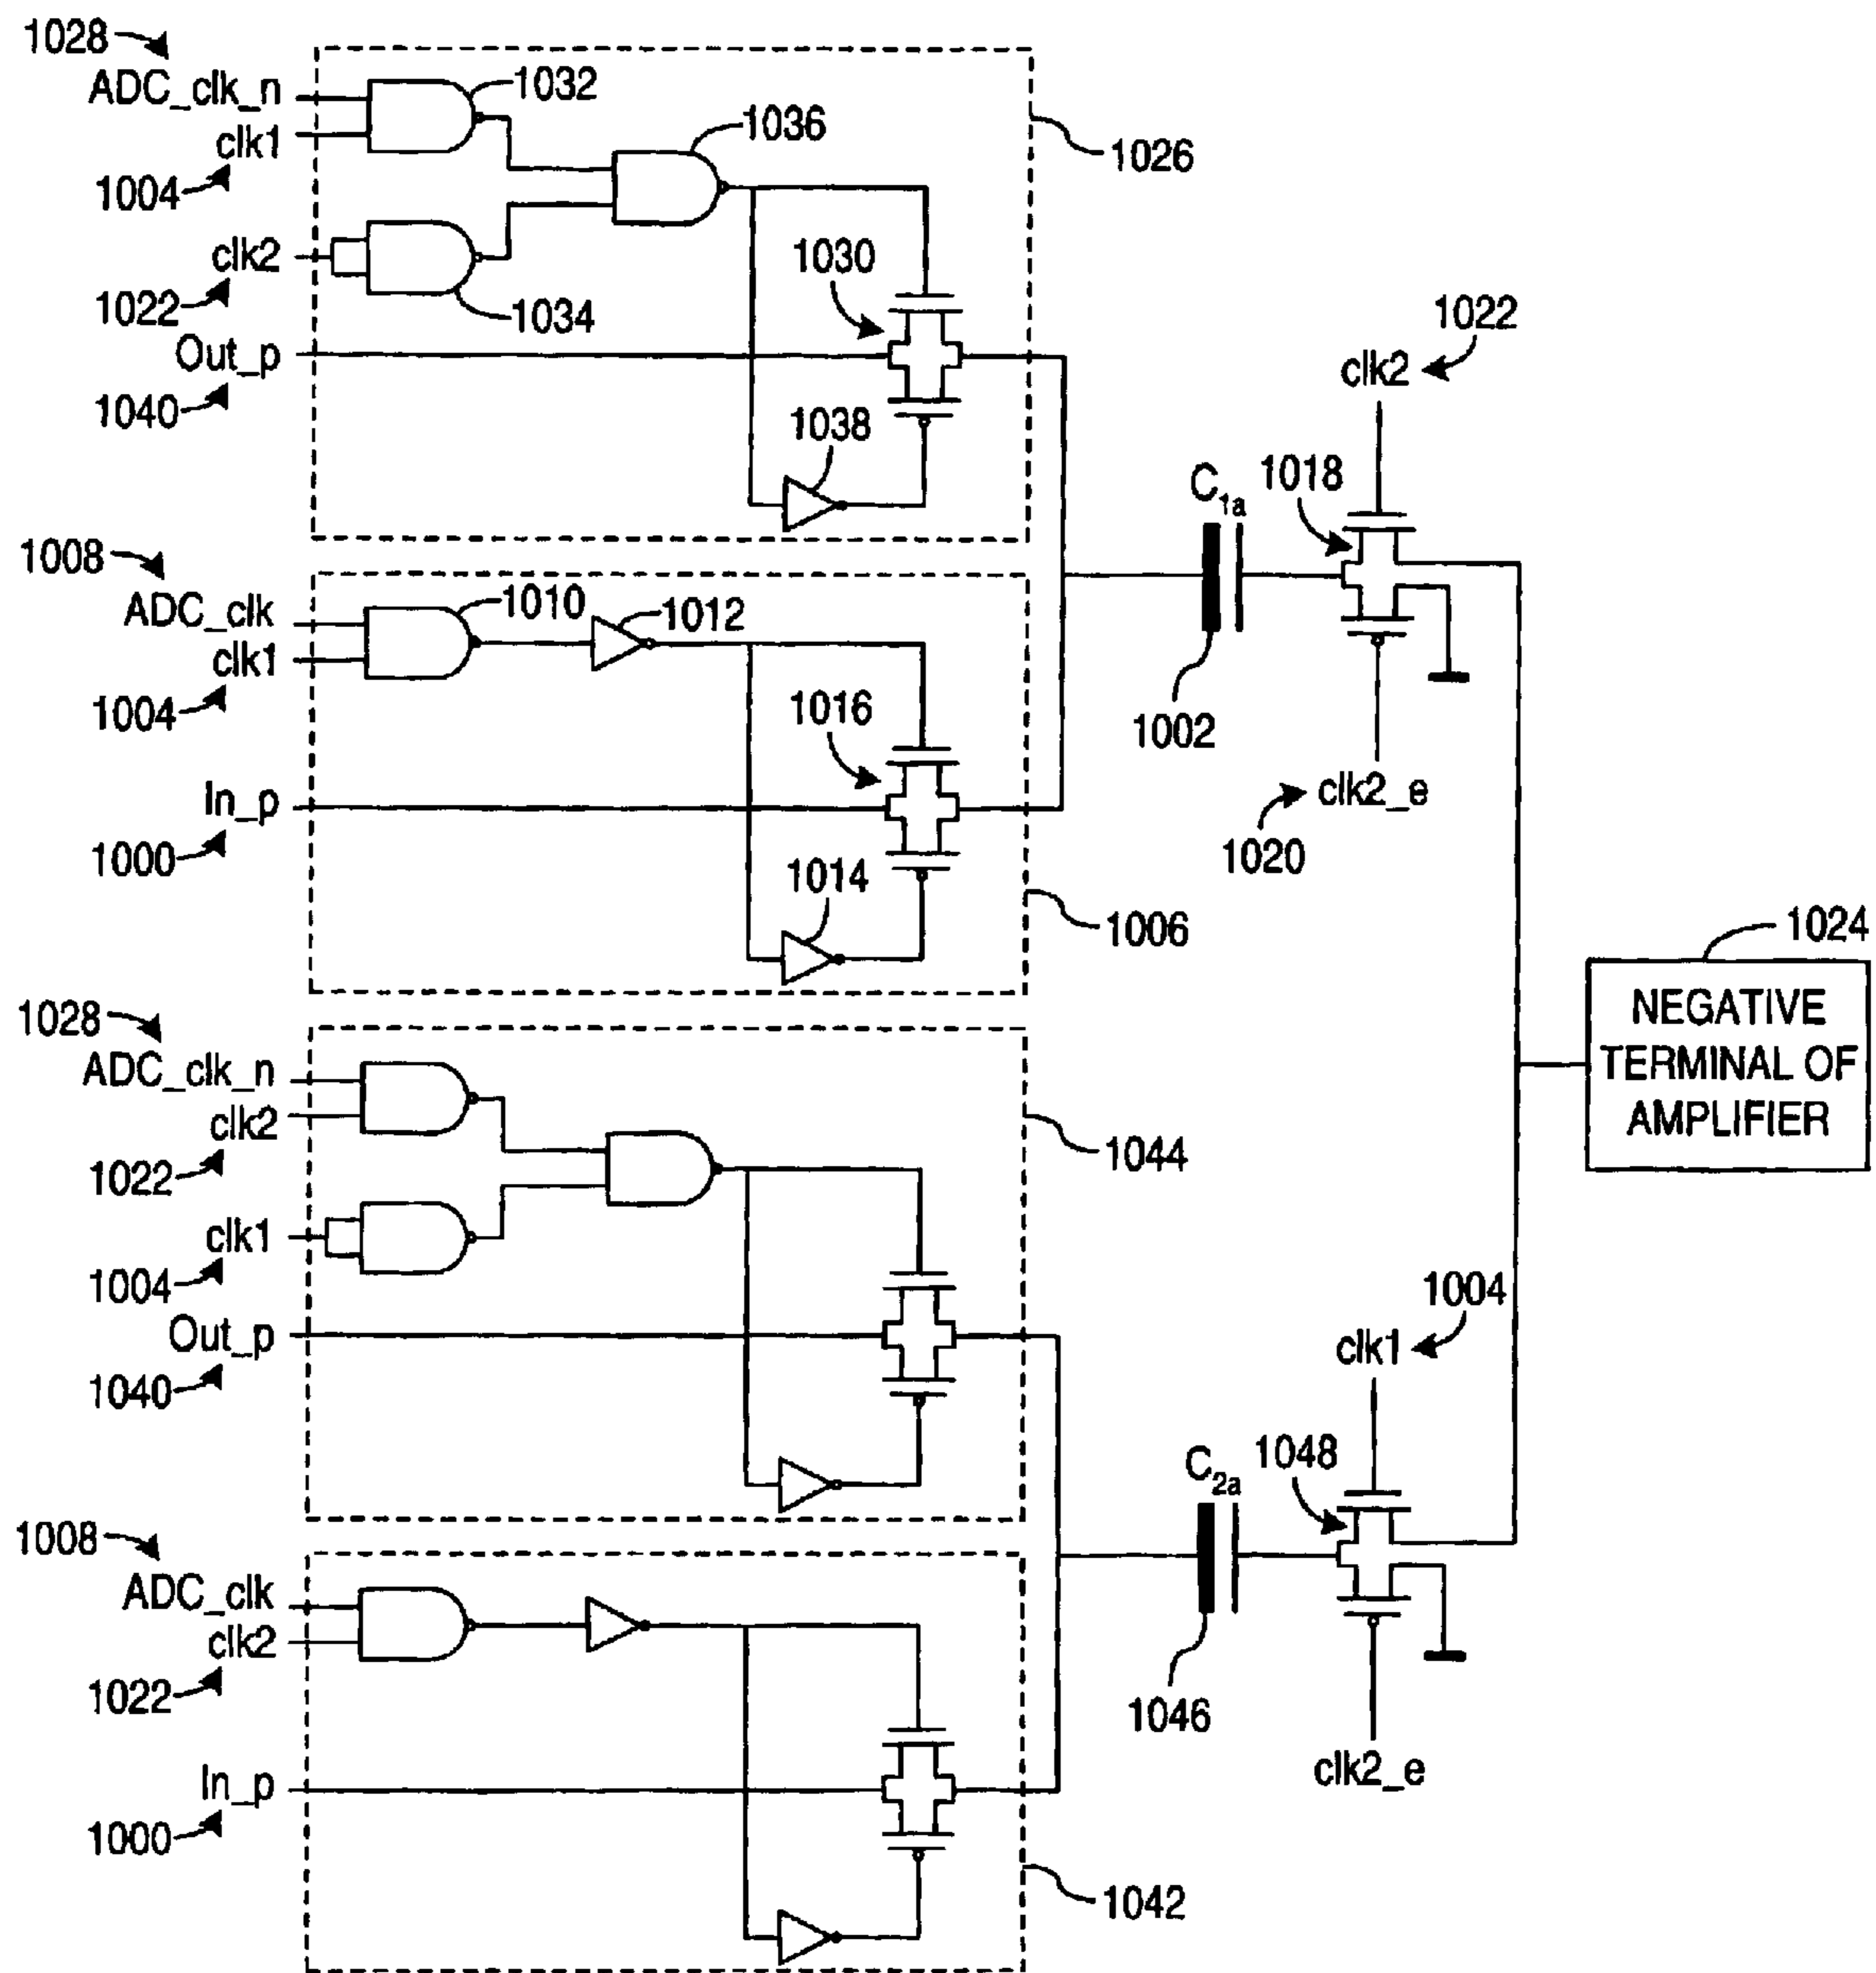 1028
ADC_clk_n
1032
clk1
1036
1026
1004
clk2
1030
1022
1034
Out_p
1040
1038
1022
clk2
C1a
1018
1008
ADC_clk
1010
1012
clk1
1004
1016
1002
In_p
clk2_e
1000
1020
1014
1006
1024
NEGATIVE
TERMINAL OF
AMPLIFIER
1028
ADC_clk_n
clk2
1022
1044
clk1
1004
1004
Out_p
clk1
1040
C2a
1048
1008
ADC_clk
clk2
1022
1046
In_p
clk2_e
1000
1042